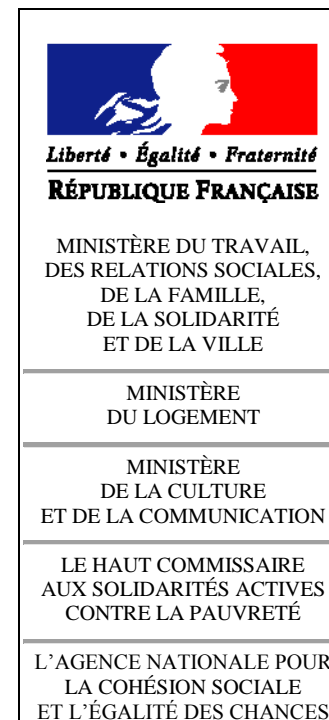 Liberté • Égalité • Fraternité
RÉPUBLIQUE FRANÇAISE
MINISTÈRE DU TRAVAIL,
DES RELATIONS SOCIALES,
DE LA FAMILLE,
DE LA SOLIDARITÉ
ET DE LA VILLE
MINISTÈRE
DU LOGEMENT
MINISTÈRE
DE LA CULTURE
ET DE LA COMMUNICATION
LE HAUT COMMISSAIRE
AUX SOLIDARITÉS ACTIVES
CONTRE LA PAUVRETÉ
L’AGENCE NATIONALE POUR
LA COHÉSION SOCIALE
ET L’ÉGALITÉ DES CHANCES